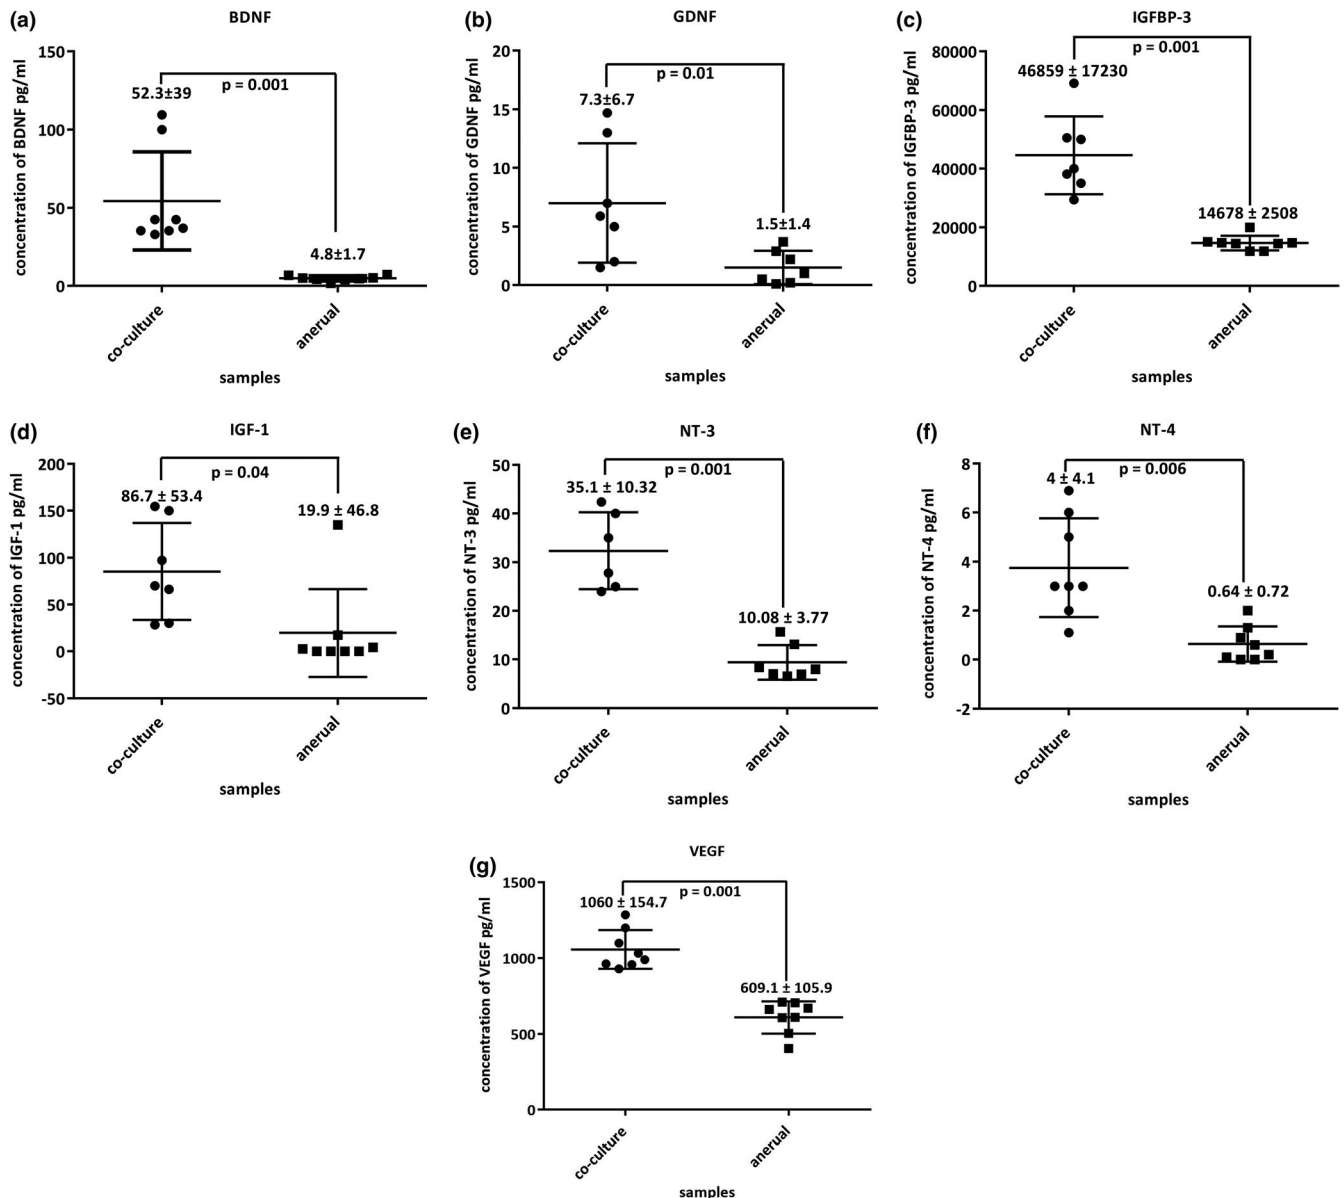 (a)
BDNF
concentration of BDNF pg/ml
150
100
50
0
52.3±39
p = 0.001
4.8±1.7
co-culture
anerual
samples
(b)
GDNF
concentration of GDNF pg/ml
20
15
10
5
0
7.3±6.7
p = 0.01
1.5±1.4
co-culture
anerual
samples
(c)
IGFBP-3
concentration of IGFBP-3 pg/ml
80000
60000
40000
20000
0
46859 ± 17230
p = 0.001
14678 ± 2508
co-culture
anerual
samples
(d)
IGF-1
concentration of IGF-1 pg/ml
200
150
100
50
0
-50
86.7 ± 53.4
p = 0.04
19.9 ± 46.8
co-culture
anerual
samples
(e)
NT-3
concentration of NT-3 pg/ml
50
40
30
20
10
0
35.1 ± 10.32
p = 0.001
10.08 ± 3.77
co-culture
anerual
samples
(f)
NT-4
concentration of NT-4 pg/ml
8
6
4
2
0
-2
4 ± 4.1
p = 0.006
0.64 ± 0.72
co-culture
anerual
samples
(g)
VEGF
concentration of VEGF pg/ml
1500
1000
500
0
1060 ± 154.7
p = 0.001
609.1 ± 105.9
co-culture
anerual
samples